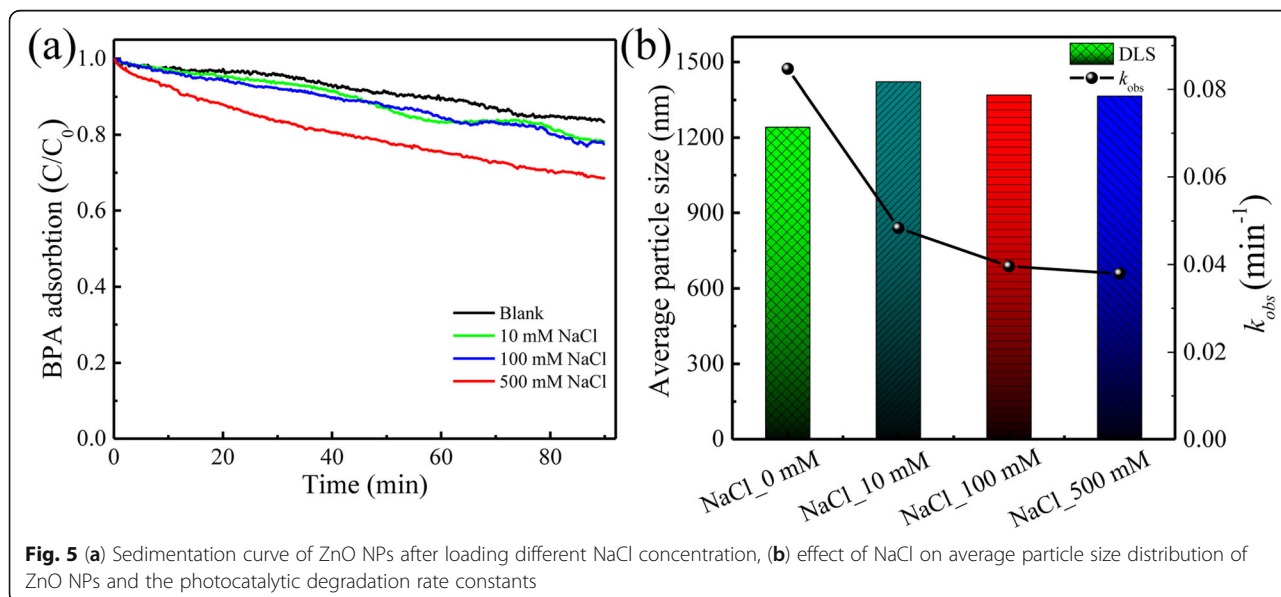 (a)
1.0
0.8
0.6
0.4
0.2
0.0
BPA adsorbtion (C/C₀)
Blank
10 mM NaCl
100 mM NaCl
500 mM NaCl
0 20 40 60 80
Time (min)
(b)
1500
1200
900
600
300
0
Average particle size (nm)
DLS
k_obs
0.08
0.06
0.04
0.02
0.00
k_obs (min⁻¹)
NaCl_0 mM
NaCl_10 mM
NaCl_100 mM
NaCl_500 mM
Fig. 5 (a) Sedimentation curve of ZnO NPs after loading different NaCl concentration, (b) effect of NaCl on average particle size distribution of
ZnO NPs and the photocatalytic degradation rate constants